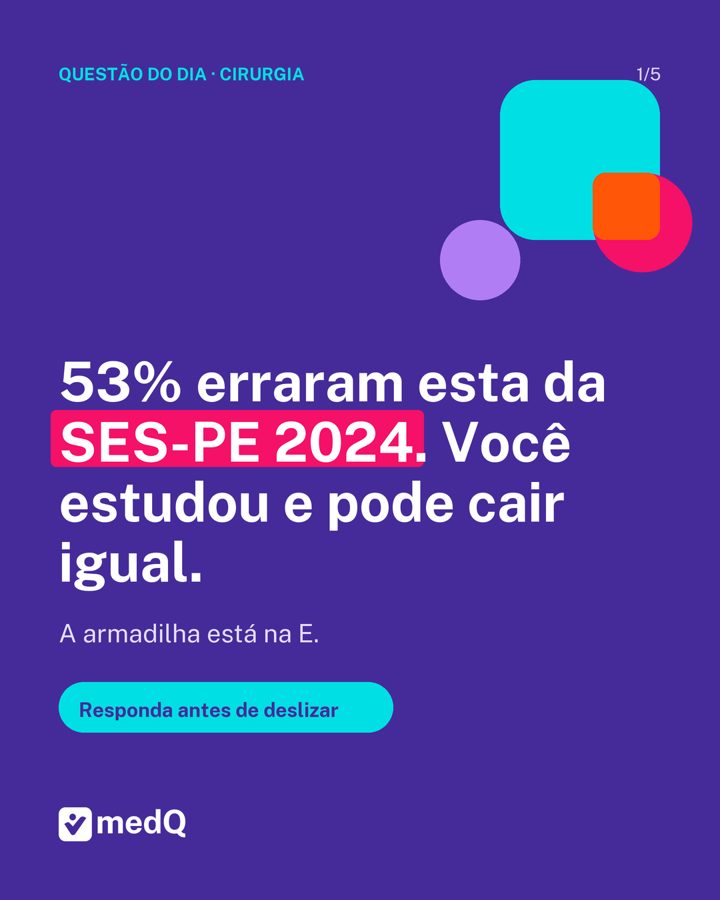 QUESTÃO DO DIA · CIRURGIA
1/5
53% erraram esta da
SES-PE 2024. Você
estudou e pode cair
igual.
A armadilha está na E.
Responda antes de deslizar
medQ